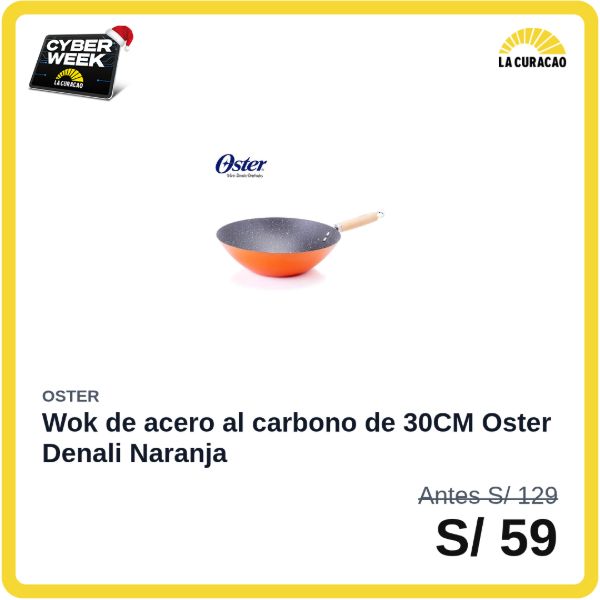 CYBER
WEEK
LA CURACAO
LA CURACAO
Oster
OSTER
Wok de acero al carbono de 30CM Oster
Denali Naranja
Antes S/ 129
S/ 59